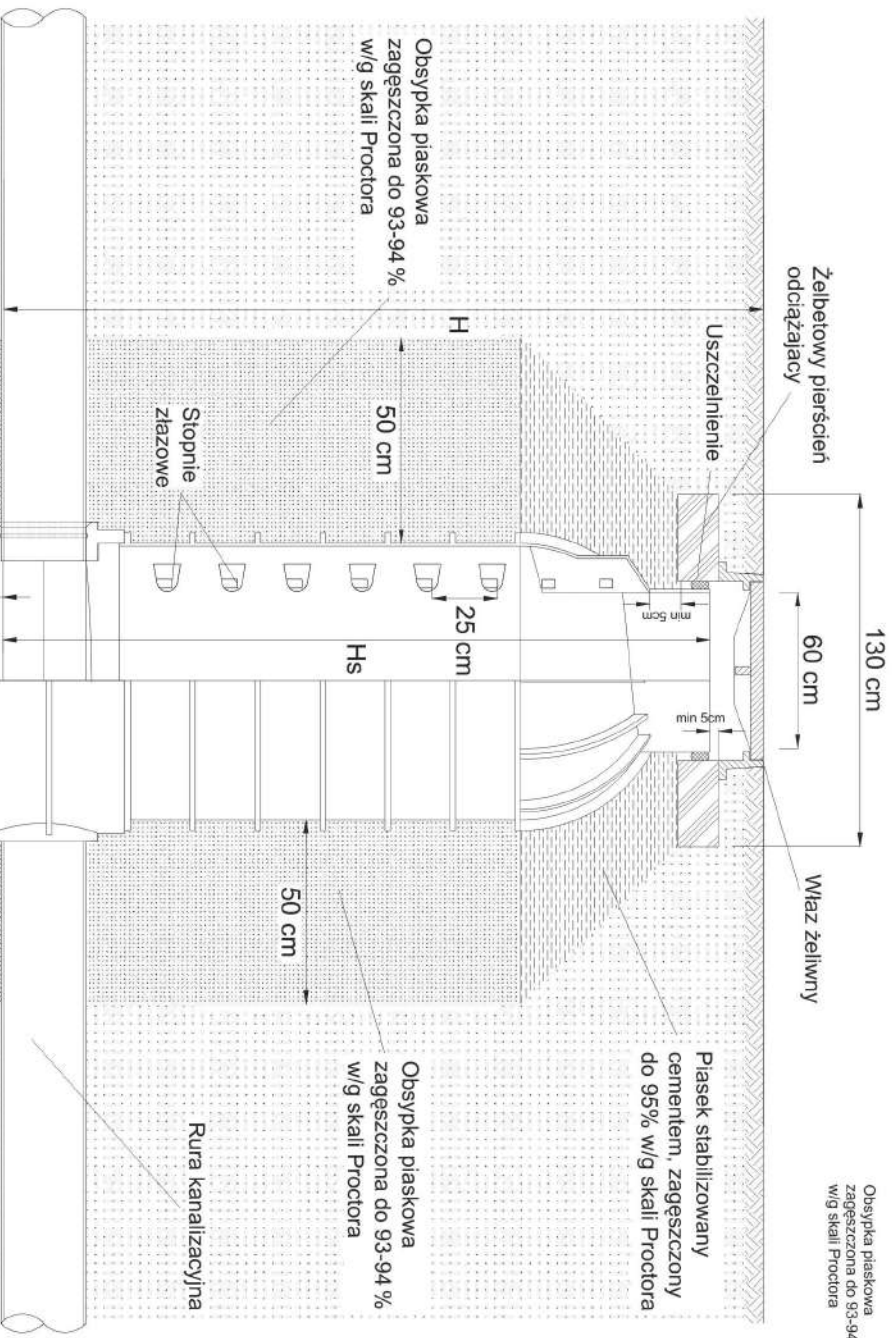 130 cm
60 cm
Żelbetowy pierścień
odciążajacy
Uszczelnienie
Właz żeliwny
min 5cm
min 5cm
Obsypka piaskowa
zagęszczona do 93-94
w/g skali Proctora
Obsypka piaskowa
zagęszczona do 93-94 %
w/g skali Proctora
H
50 cm
Stopnie
złazowe
25 cm
Hs
50 cm
Piasek stabilizowany
cementem, zagęszczony
do 95% w/g skali Proctora
Obsypka piaskowa
zagęszczona do 93-94 %
w/g skali Proctora
Rura kanalizacyjna